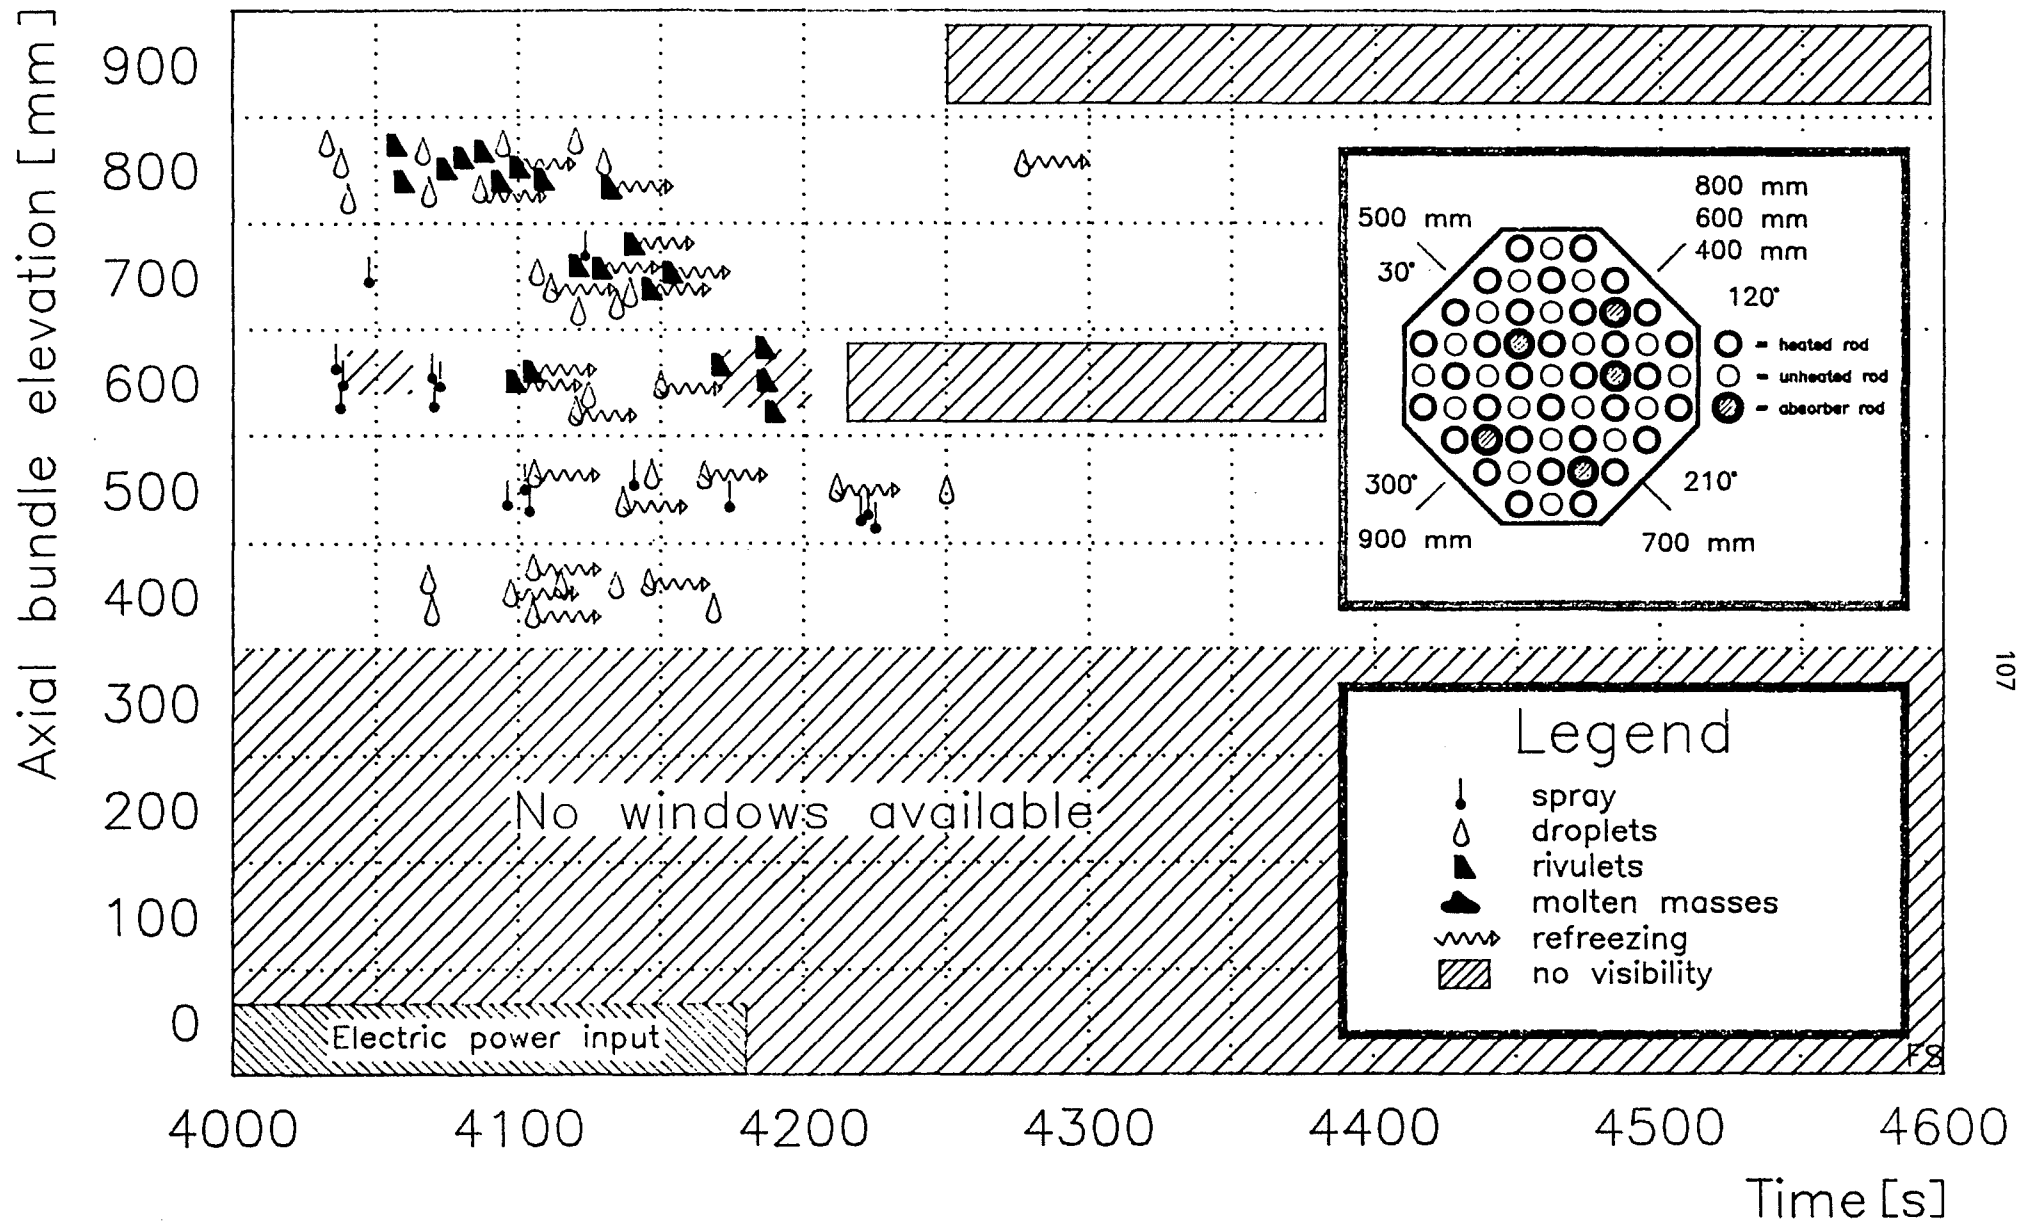 Axial bundle elevation [mm]
900
800
700
600
500
400
300
200
100
0
800 mm
500 mm
600 mm
400 mm
30°
120°
= heated rod
= unheated rod
= absorber rod
300°
210°
900 mm
700 mm
No windows available
Electric power input
Legend
spray
droplets
rivulets
molten masses
refreezing
no visibility
FS
4000 4100 4200 4300 4400 4500 4600
Time [s]
107